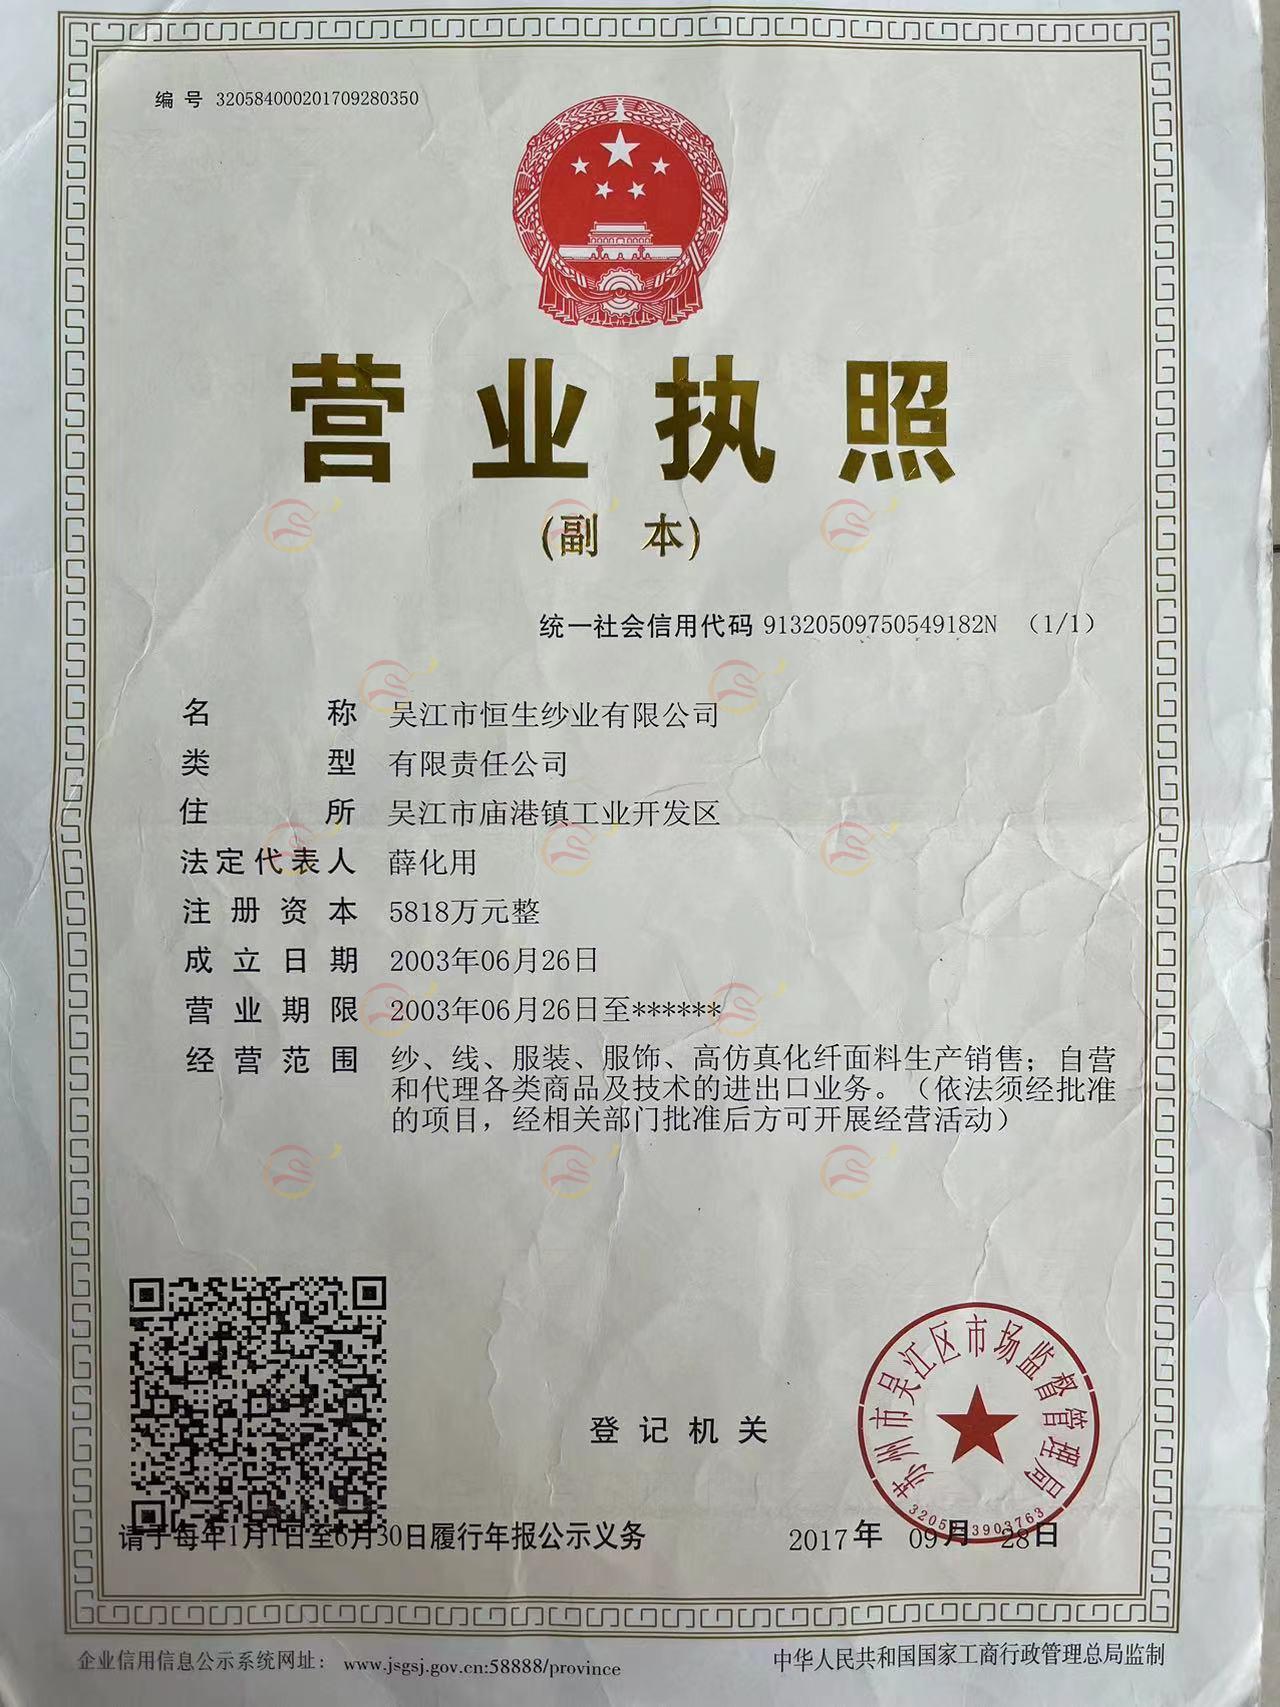 编 号 320584000201709280350
营业执照
(副 本)
统一社会信用代码 91320509750549182N （1/1）
名 称 吴江市恒生纱业有限公司
类 型 有限责任公司
住 所 吴江市庙港镇工业开发区
法定代表人 薛化用
注 册 资 本 5818万元整
成 立 日 期 2003年06月26日
营 业 期 限 2003年06月26日至******
经 营 范 围 纱、线、服装、服饰、高仿真化纤面料生产销售；自营
和代理各类商品及技术的进出口业务。（依法须经批准
的项目，经相关部门批准后方可开展经营活动）
登 记 机 关
苏州市吴江区市场监督管理局
请于每年1月1日至6月30日履行年报公示义务
2017年 09月 28日
企业信用信息公示系统网址： www.jsgsj.gov.cn:58888/province
中华人民共和国国家工商行政管理总局监制